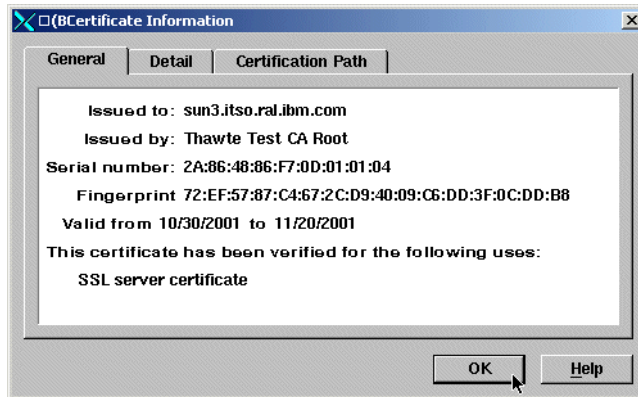 □(BCertificate Information
General Detail Certification Path
Issued to: sun3.itso.ral.ibm.com
Issued by: Thawte Test CA Root
Serial number: 2A:86:48:86:F7:0D:01:01:04
Fingerprint 72:EF:57:87:C4:67:2C:D9:40:09:C6:DD:3F:0C:DD:B8
Valid from 10/30/2001 to 11/20/2001
This certificate has been verified for the following uses:
SSL server certificate
OK Help